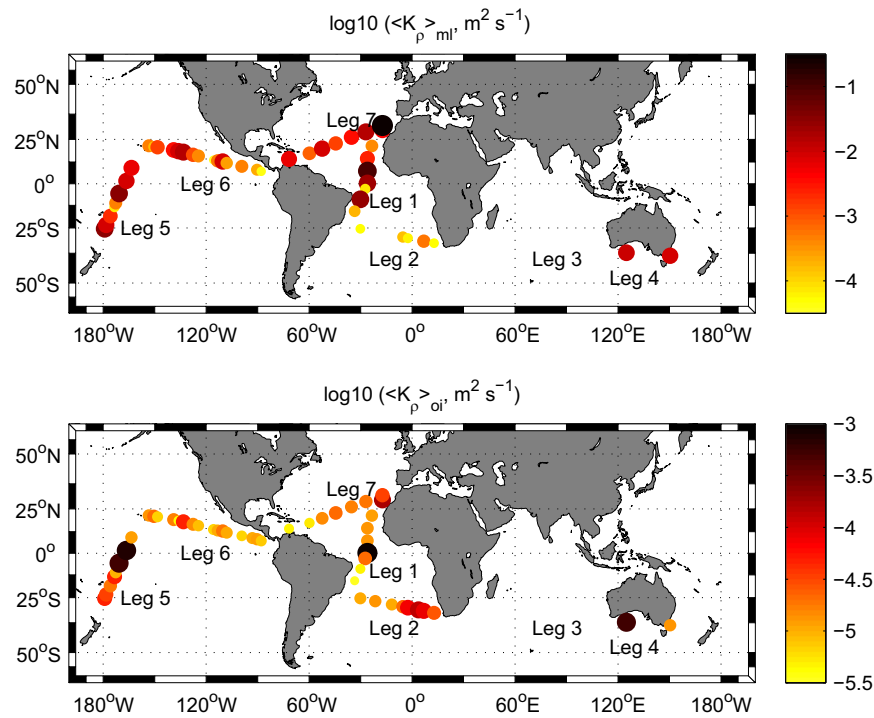 log10 (<K_ρ>_ml, m² s⁻¹)
50°N
25°N
0°
25°S
50°S
180°W
120°W
60°W
0°
60°E
120°E
180°W
Leg 7
Leg 6
Leg 5
Leg 1
Leg 2
Leg 3
Leg 4
−1
−2
−3
−4
log10 (<K_ρ>_oi, m² s⁻¹)
50°N
25°N
0°
25°S
50°S
180°W
120°W
60°W
0°
60°E
120°E
180°W
Leg 7
Leg 6
Leg 5
Leg 1
Leg 2
Leg 3
Leg 4
−3
−3.5
−4
−4.5
−5
−5.5